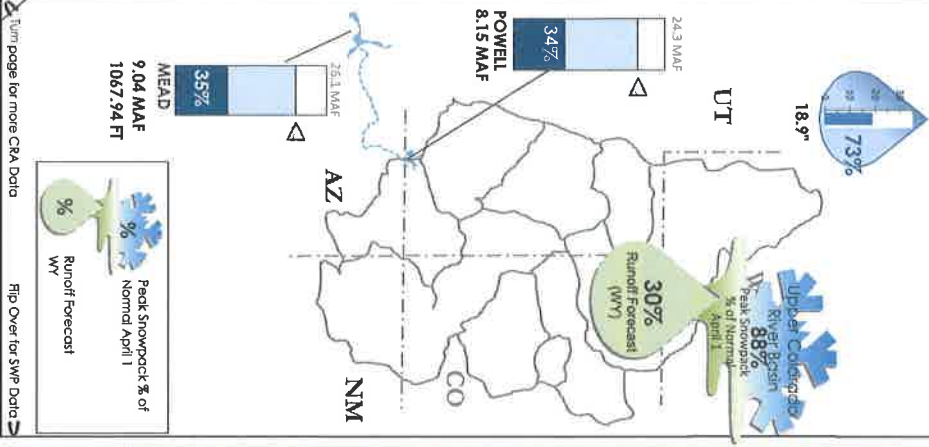 73%
18.9"
UT
Upper Colorado
River Basin
88%
Peak Snowpack
% of Normal
April 1
30%
Runoff Forecast
(WY)
24.3 MAF
34%
POWELL
8.15 MAF
26.1 MAF
35%
MEAD
9.04 MAF
1067.94 FT
AZ
CO
NM
%
Peak Snowpack % of
Normal April 1
%
Runoff Forecast
WY
Turn page for more CRA Data
Flip Over for SWP Data